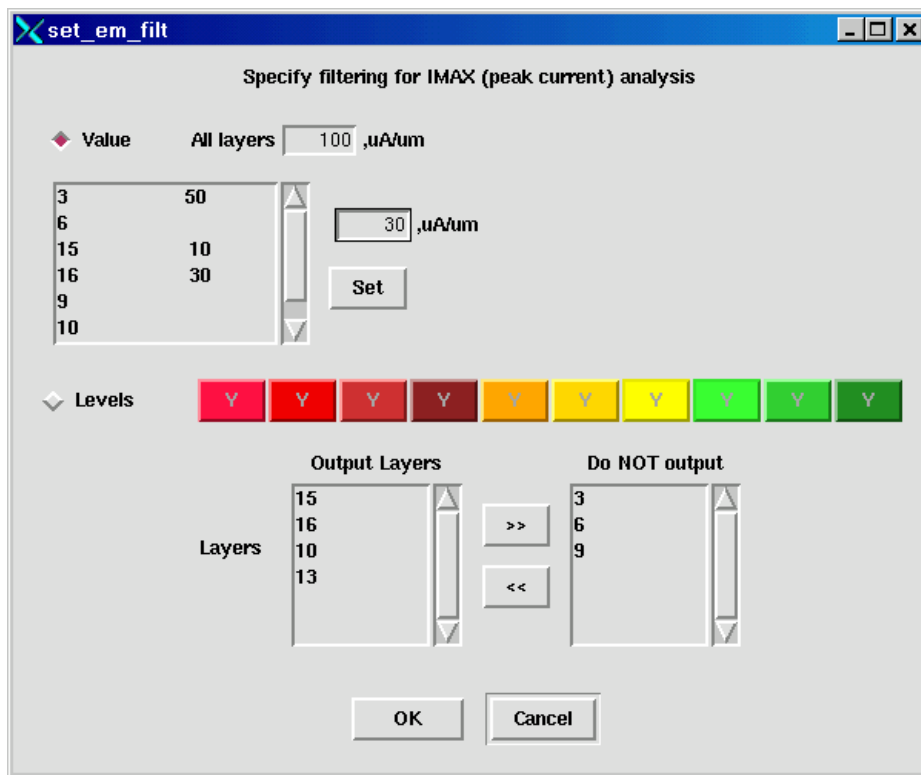 set_em_filt
Specify filtering for IMAX (peak current) analysis
Value All layers 100 ,uA/um
3 50
6
15 10
16 30
9
10
30 ,uA/um
Set
Levels Y Y Y Y Y Y Y Y Y Y
Output Layers
Do NOT output
Layers
15
16
10
13
>>
<<
3
6
9
OK
Cancel